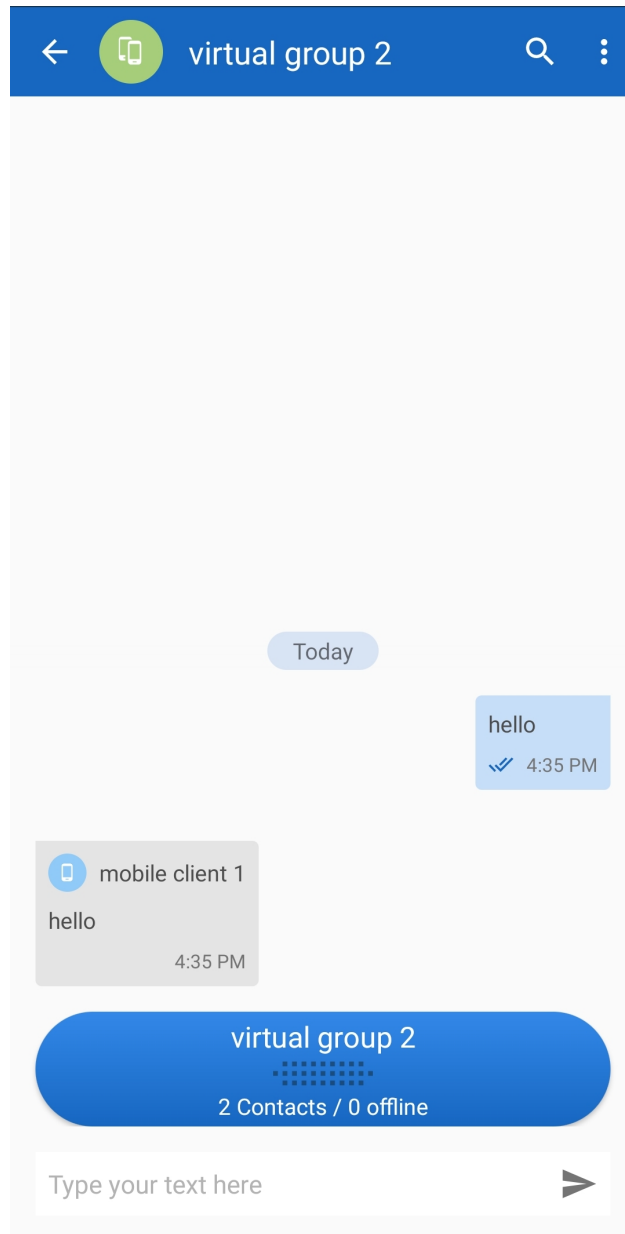 virtual group 2
Today
hello
4:35 PM
mobile client 1
hello
4:35 PM
virtual group 2
2 Contacts / 0 offline
Type your text here